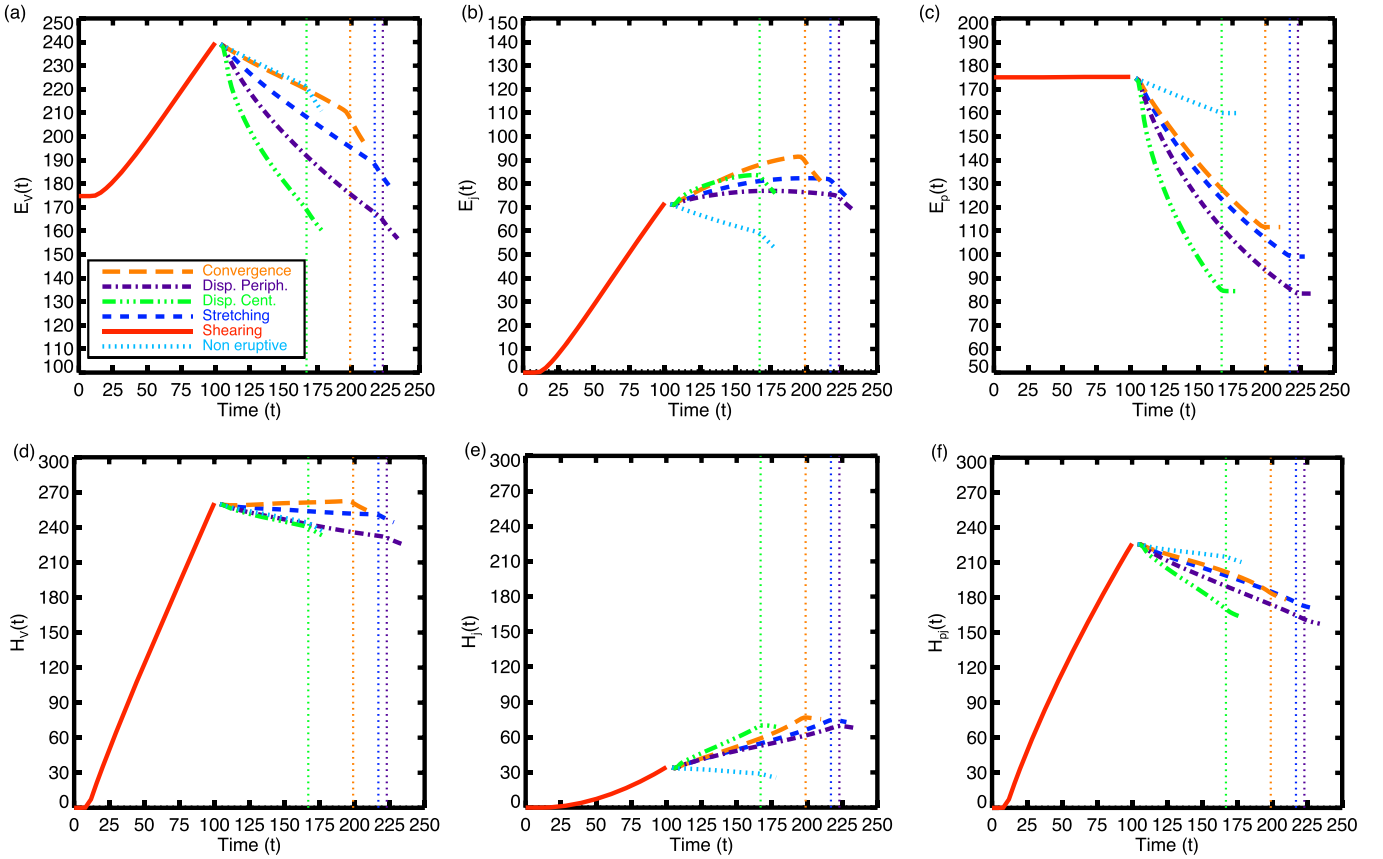 (a)
250
240
230
220
210
200
190
180
170
160
150
140
130
120
110
100
E_V(t)
Convergence
Disp. Periph.
Disp. Cent.
Stretching
Shearing
Non eruptive
0 25 50 75 100 125 150 175 200 225 250
Time (t)
(b)
150
140
130
120
110
100
90
80
70
60
50
40
30
20
10
0
E_j(t)
0 25 50 75 100 125 150 175 200 225 250
Time (t)
(c)
200
190
180
170
160
150
140
130
120
110
100
90
80
70
60
50
E_p(t)
0 25 50 75 100 125 150 175 200 225 250
Time (t)
(d)
300
270
240
210
180
150
120
90
60
30
0
H_V(t)
0 25 50 75 100 125 150 175 200 225 250
Time (t)
(e)
300
270
240
210
180
150
120
90
60
30
0
H_j(t)
0 25 50 75 100 125 150 175 200 225 250
Time (t)
(f)
300
270
240
210
180
150
120
90
60
30
0
H_pj(t)
0 25 50 75 100 125 150 175 200 225 250
Time (t)